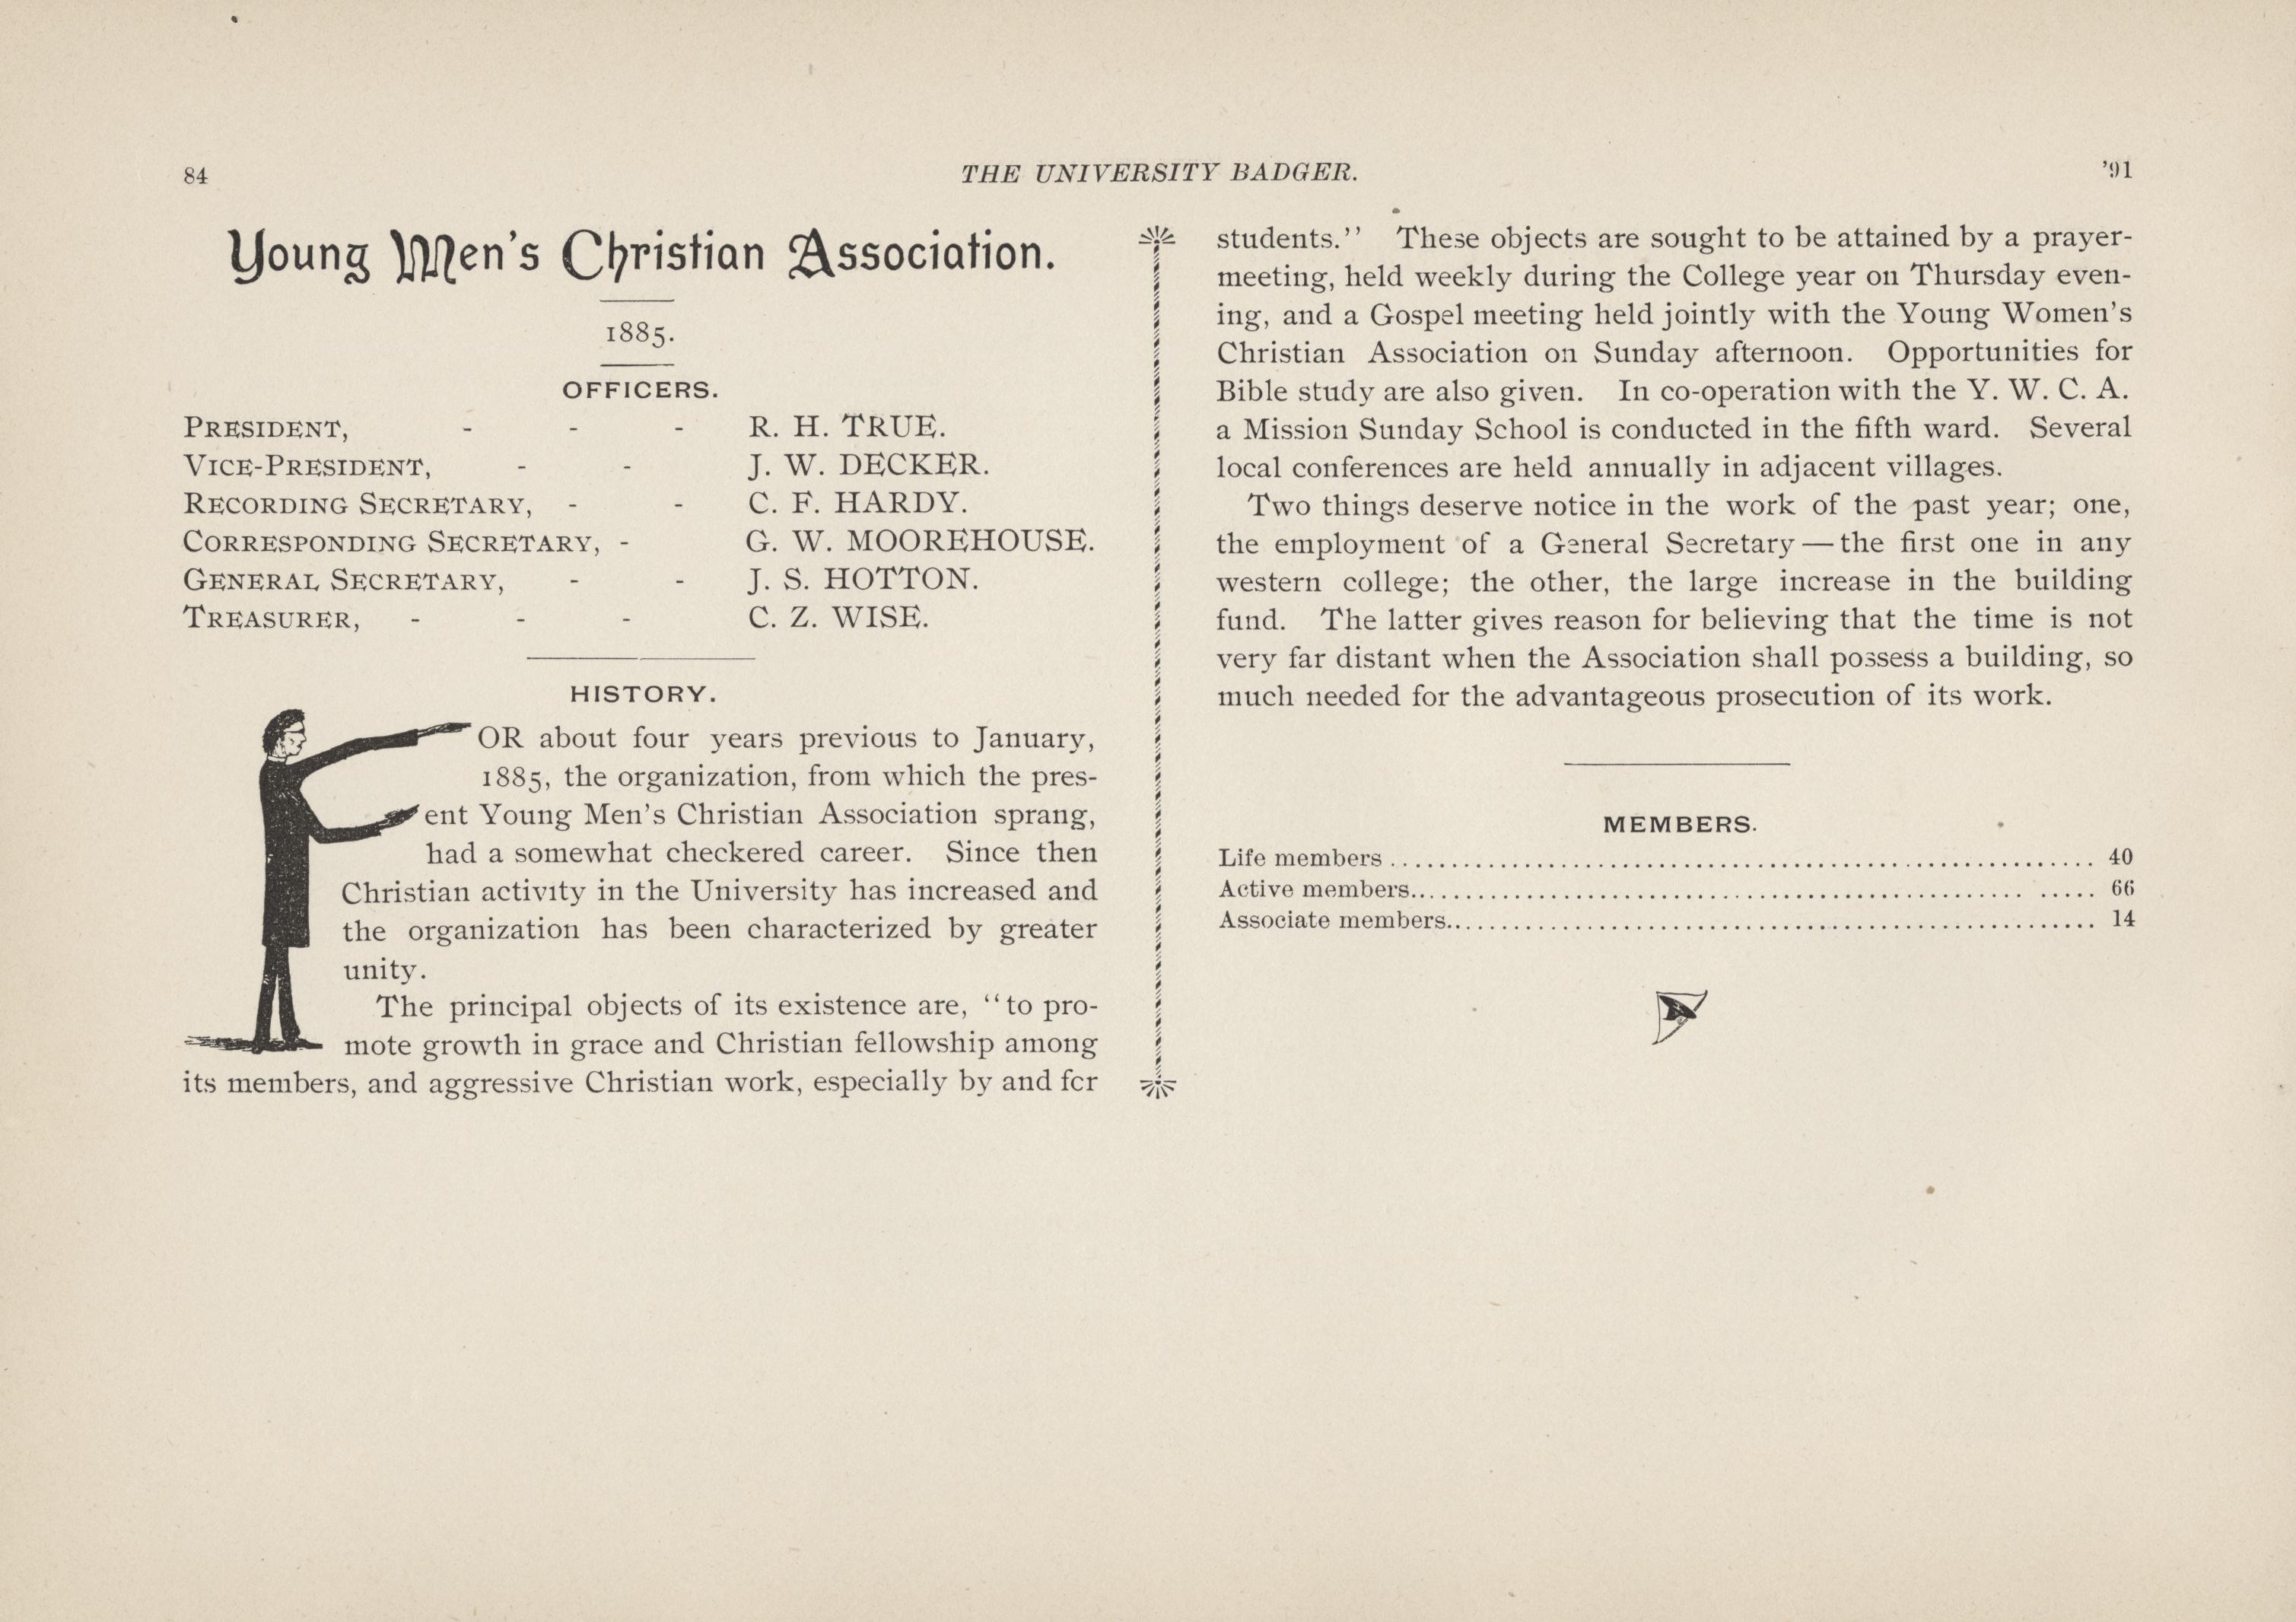 84
THE UNIVERSITY BADGER.
'91
Young Men's Christian Association.
1885.
OFFICERS.
PRESIDENT, - - - R. H. TRUE.
VICE-PRESIDENT, - - J. W. DECKER.
RECORDING SECRETARY, - - C. F. HARDY.
CORRESPONDING SECRETARY, - G. W. MOOREHOUSE.
GENERAL SECRETARY, - - J. S. HOTTON.
TREASURER, - - - C. Z. WISE.
HISTORY.
FOR about four years previous to January,
1885, the organization, from which the pres-
ent Young Men's Christian Association sprang,
had a somewhat checkered career. Since then
Christian activity in the University has increased and
the organization has been characterized by greater
unity.
The principal objects of its existence are, "to pro-
mote growth in grace and Christian fellowship among
its members, and aggressive Christian work, especially by and for
students." These objects are sought to be attained by a prayer-
meeting, held weekly during the College year on Thursday even-
ing, and a Gospel meeting held jointly with the Young Women's
Christian Association on Sunday afternoon. Opportunities for
Bible study are also given. In co-operation with the Y. W. C. A.
a Mission Sunday School is conducted in the fifth ward. Several
local conferences are held annually in adjacent villages.
Two things deserve notice in the work of the past year; one,
the employment of a General Secretary—the first one in any
western college; the other, the large increase in the building
fund. The latter gives reason for believing that the time is not
very far distant when the Association shall possess a building, so
much needed for the advantageous prosecution of its work.
MEMBERS.
Life members ........ 40
Active members........ 66
Associate members........ 14